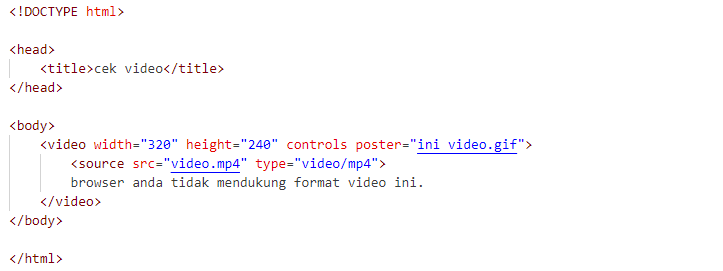 <!DOCTYPE html>
<head>
<title>cek video</title>
</head>
<body>
<video width="320" height="240" controls poster="ini video.gif">
<source src="video.mp4" type="video/mp4">
browser anda tidak mendukung format video ini.
</video>
</body>
</html>